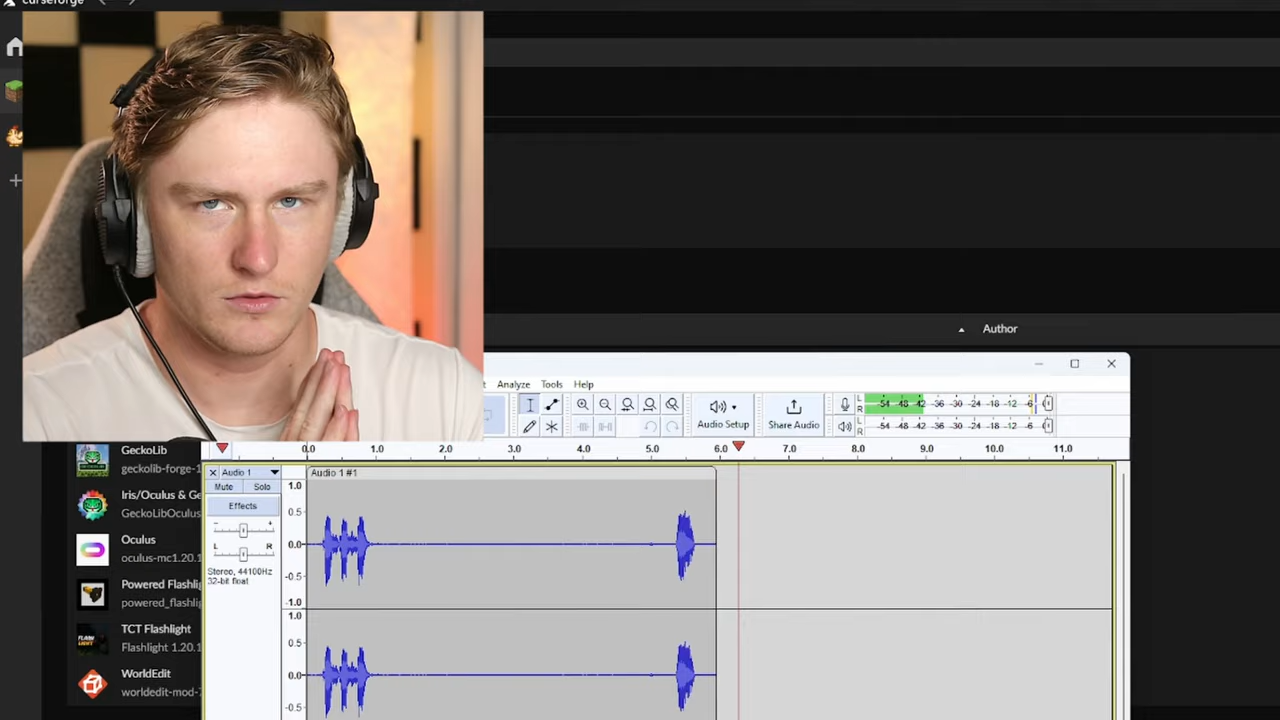 curseforge
Author
Analyze Tools Help
Audio Setup
Share Audio
L
R
-54 -48 -42 -36 -30 -24 -18 -12 -6
L
R
-54 -48 -42 -36 -30 -24 -18 -12 -6
0.0 1.0 2.0 3.0 4.0 5.0 6.0 7.0 8.0 9.0 10.0 11.0
GeckoLib
geckolib-forge-1
Iris/Oculus & Ge
GeckoLibOculus
Oculus
oculus-mc1.20.1
Powered Flashli
powered_flashli
TCT Flashlight
Flashlight 1.20.1
WorldEdit
worldedit-mod-7
Audio 1
Audio 1 #1
Mute Solo
Effects
- +
L R
Stereo, 44100Hz
32-bit float
1.0
0.5
0.0
-0.5
-1.0
1.0
0.5
0.0
-0.5
FLASH
LIGHT